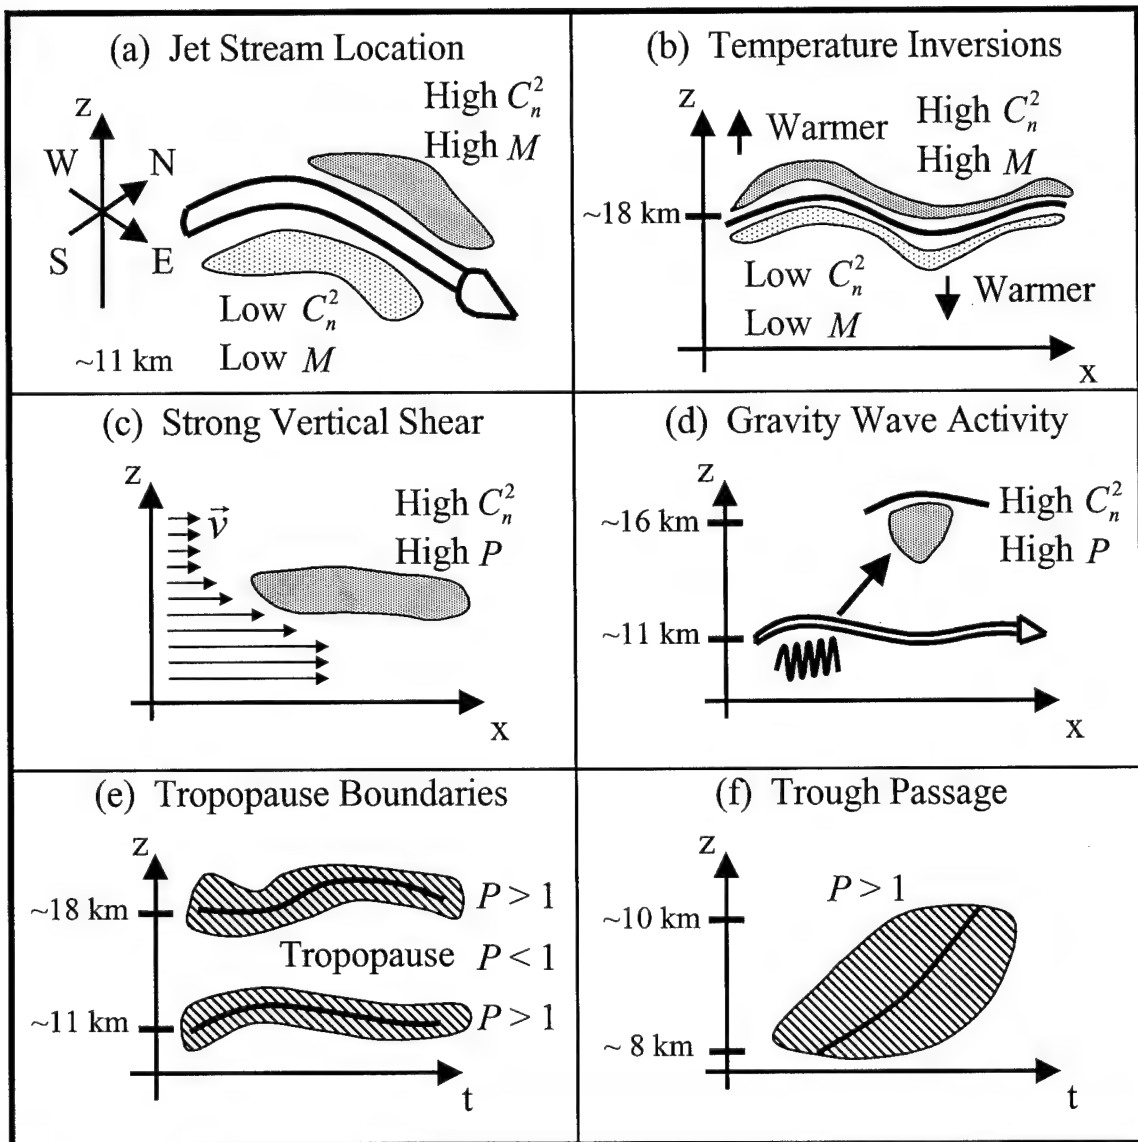 (a) Jet Stream Location
z
W
N
S
E
High C_n^2
High M
Low C_n^2
Low M
~11 km
(b) Temperature Inversions
z
Warmer
High C_n^2
High M
~18 km
Low C_n^2
Low M
Warmer
x
(c) Strong Vertical Shear
z
v⃗
High C_n^2
High P
x
(d) Gravity Wave Activity
z
~16 km
High C_n^2
High P
~11 km
x
(e) Tropopause Boundaries
z
~18 km
P > 1
Tropopause P < 1
~11 km
P > 1
t
(f) Trough Passage
z
P > 1
~10 km
~ 8 km
t